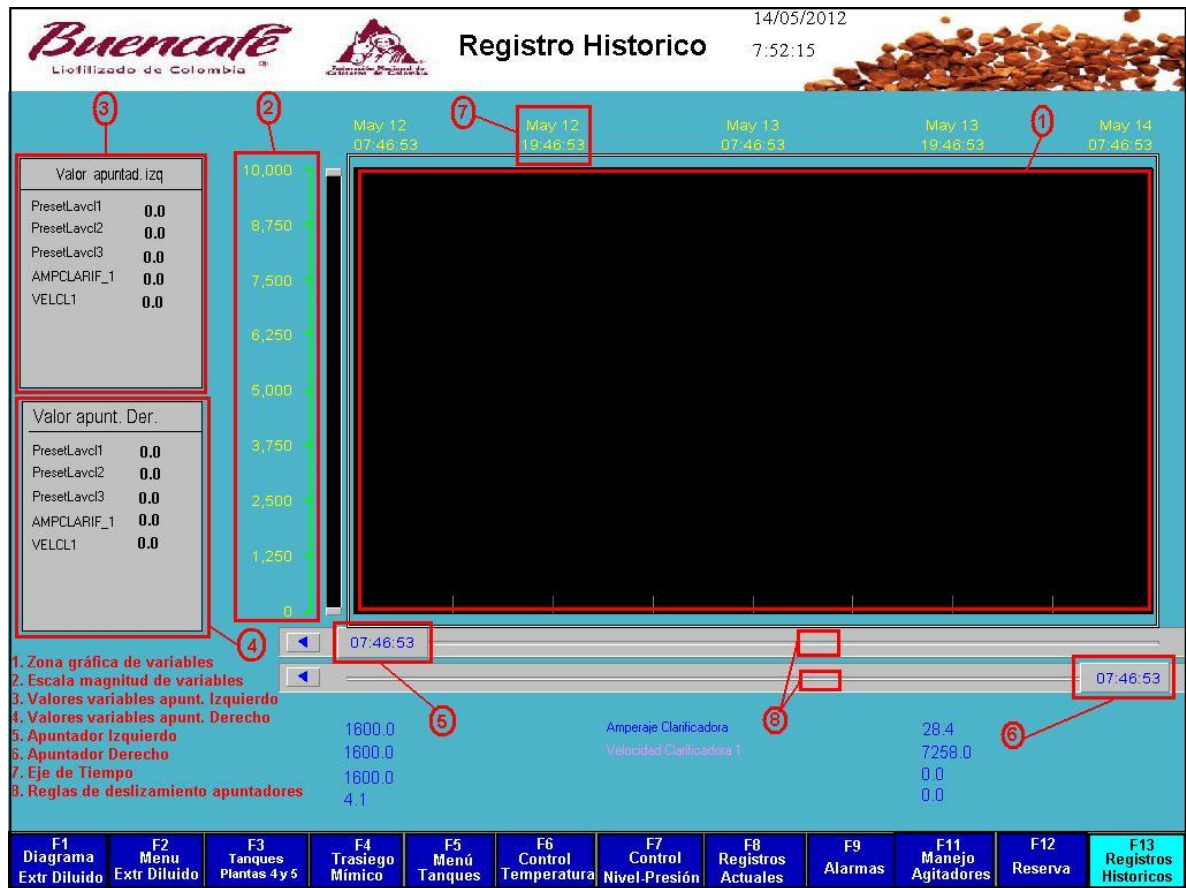 Buencafé
Liofilizado de Colombia ®
Federación Nacional de
Cafeteros de Colombia
Registro Historico
14/05/2012
7:52:15
3
2
7
1
May 12
07:46:53
May 12
19:46:53
May 13
07:46:53
May 13
19:46:53
May 14
07:46:53
Valor apuntad. izq
PresetLavcl1 0.0
PresetLavcl2 0.0
PresetLavcl3 0.0
AMPCLARIF_1 0.0
VELCL1 0.0
Valor apunt. Der.
PresetLavcl1 0.0
PresetLavcl2 0.0
PresetLavcl3 0.0
AMPCLARIF_1 0.0
VELCL1 0.0
10,000
8,750
7,500
6,250
5,000
3,750
2,500
1,250
0
4
07:46:53
07:46:53
5
8
6
1. Zona gráfica de variables
2. Escala magnitud de variables
3. Valores variables apunt. Izquierdo
4. Valores variables apunt. Derecho
5. Apuntador Izquierdo
6. Apuntador Derecho
7. Eje de Tiempo
8. Reglas de deslizamiento apuntadores
1600.0 Amperaje Clarificadora 28.4
1600.0 Velocidad Clarificadora 1 7258.0
1600.0 0.0
4.1 0.0
F1
Diagrama
Extr Diluido
F2
Menu
Extr Diluido
F3
Tanques
Plantas 4 y 5
F4
Trasiego
Mímico
F5
Menú
Tanques
F6
Control
Temperatura
F7
Control
Nivel-Presión
F8
Registros
Actuales
F9
Alarmas
F11
Manejo
Agitadores
F12
Reserva
F13
Registros
Historicos